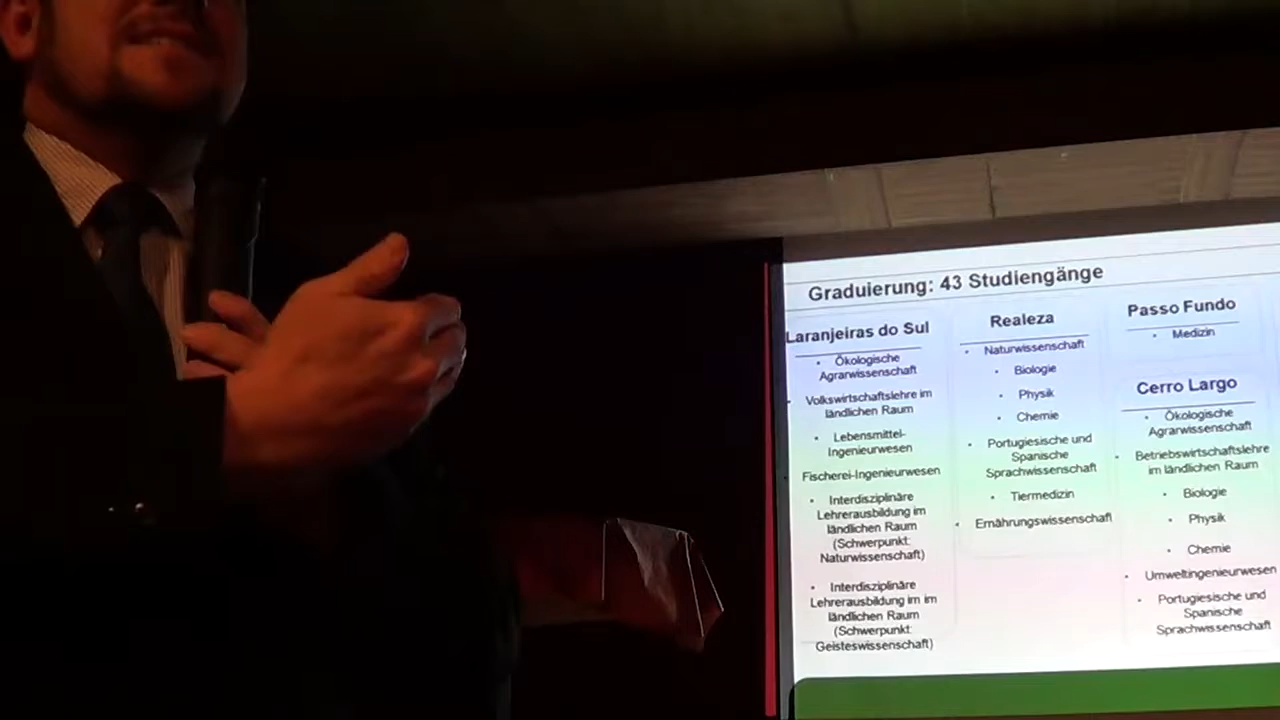 Graduierung: 43 Studiengänge
Laranjeiras do Sul
• Ökologische
Agrarwissenschaft
• Volkswirtschaftslehre im
ländlichen Raum
• Lebensmittel-
Ingenieurwesen
• Fischerei-Ingenieurwesen
• Interdisziplinäre
Lehrerausbildung im
ländlichen Raum
(Schwerpunkt:
Naturwissenschaft)
• Interdisziplinäre
Lehrerausbildung im im
ländlichen Raum
(Schwerpunkt:
Geisteswissenschaft)
Realeza
• Naturwissenschaft
• Biologie
• Physik
• Chemie
• Portugiesische und
Spanische
Sprachwissenschaft
• Tiermedizin
• Ernährungswissenschaft
Passo Fundo
• Medizin
Cerro Largo
• Ökologische
Agrarwissenschaft
• Betriebswirtschaftslehre
im ländlichen Raum
• Biologie
• Physik
• Chemie
• Umweltingenieurwesen
• Portugiesische und
Spanische
Sprachwissenschaft